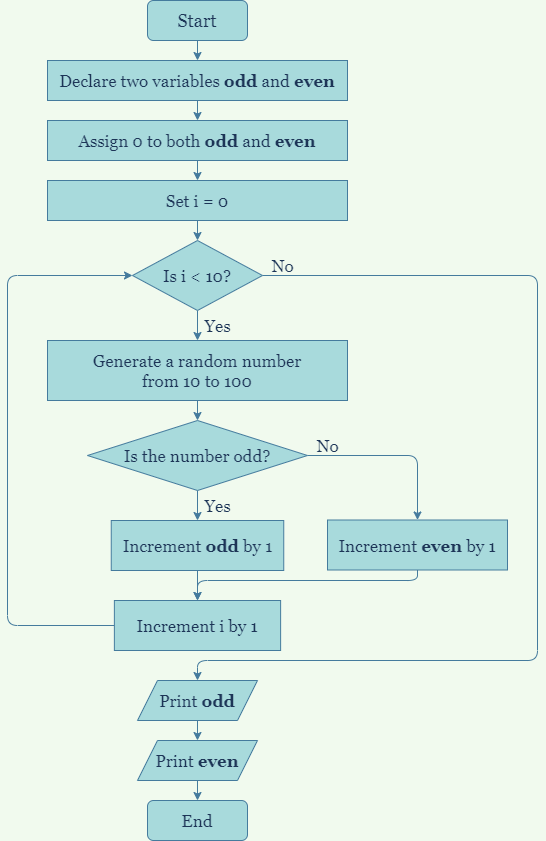 Start
Declare two variables odd and even
Assign 0 to both odd and even
Set i = 0
Is i < 10?
No
Yes
Generate a random number
from 10 to 100
Is the number odd?
No
Yes
Increment odd by 1
Increment even by 1
Increment i by 1
Print odd
Print even
End